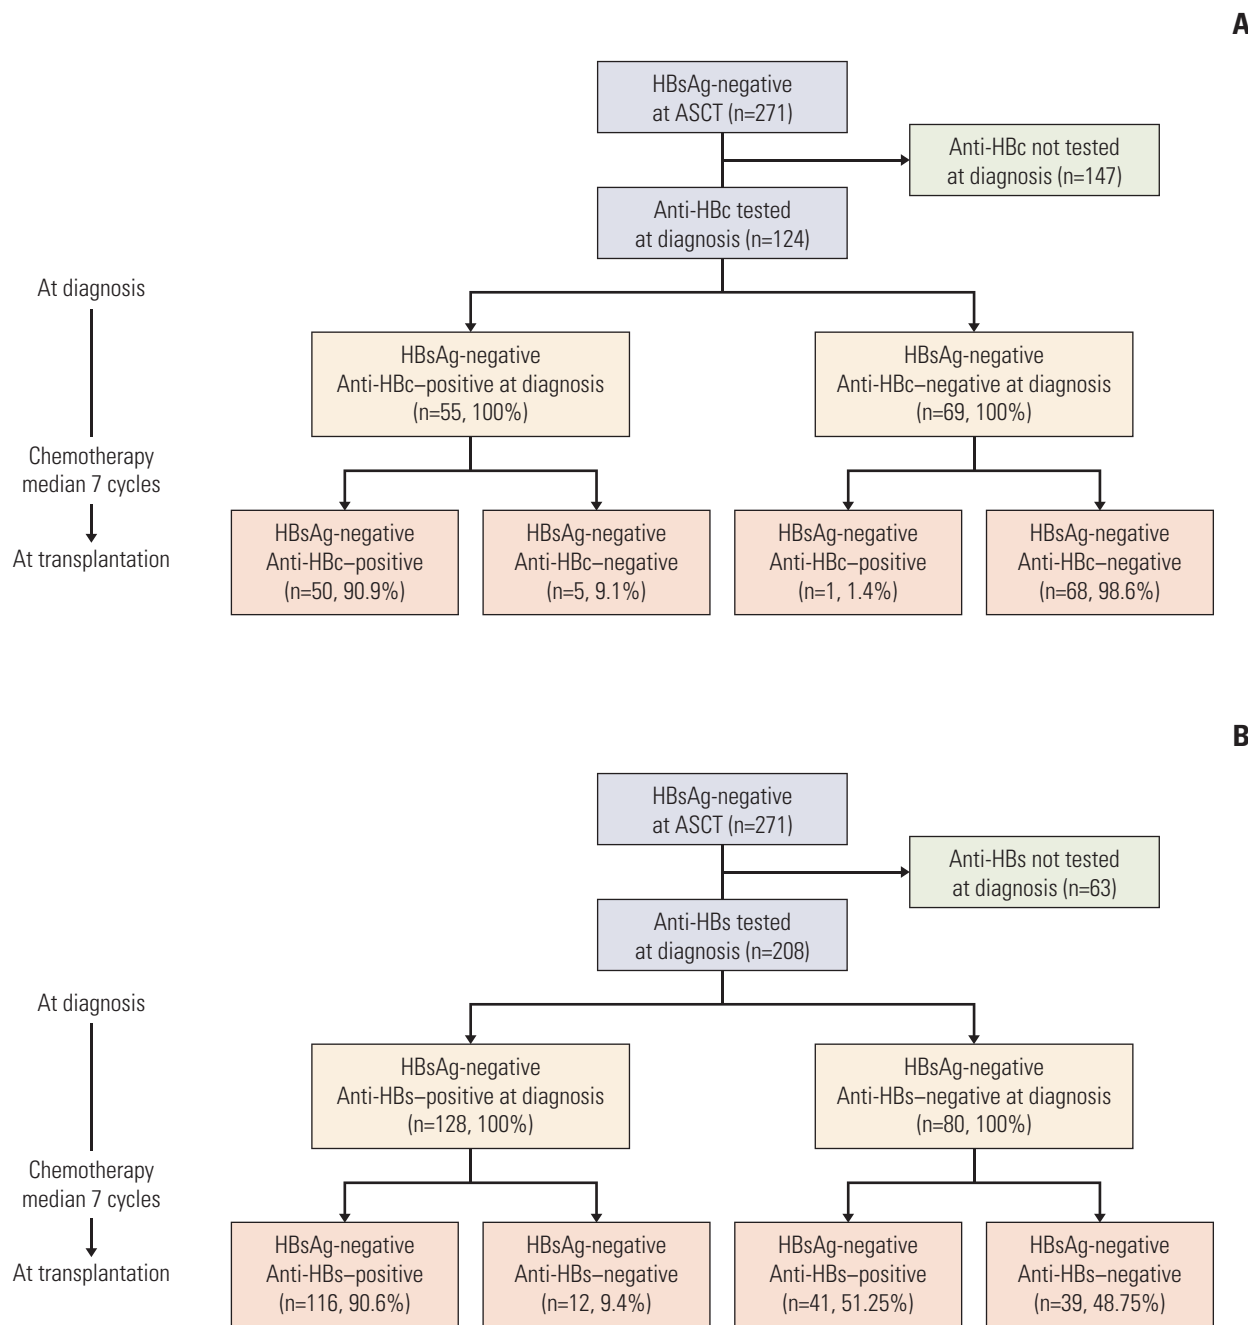 A
HBsAg-negative
at ASCT (n=271)
Anti-HBc not tested
at diagnosis (n=147)
Anti-HBc tested
at diagnosis (n=124)
At diagnosis
HBsAg-negative
Anti-HBc–positive at diagnosis
(n=55, 100%)
HBsAg-negative
Anti-HBc–negative at diagnosis
(n=69, 100%)
Chemotherapy
median 7 cycles
At transplantation
HBsAg-negative
Anti-HBc–positive
(n=50, 90.9%)
HBsAg-negative
Anti-HBc–negative
(n=5, 9.1%)
HBsAg-negative
Anti-HBc–positive
(n=1, 1.4%)
HBsAg-negative
Anti-HBc–negative
(n=68, 98.6%)
B
HBsAg-negative
at ASCT (n=271)
Anti-HBs not tested
at diagnosis (n=63)
Anti-HBs tested
at diagnosis (n=208)
At diagnosis
HBsAg-negative
Anti-HBs–positive at diagnosis
(n=128, 100%)
HBsAg-negative
Anti-HBs–negative at diagnosis
(n=80, 100%)
Chemotherapy
median 7 cycles
At transplantation
HBsAg-negative
Anti-HBs–positive
(n=116, 90.6%)
HBsAg-negative
Anti-HBs–negative
(n=12, 9.4%)
HBsAg-negative
Anti-HBs–positive
(n=41, 51.25%)
HBsAg-negative
Anti-HBs–negative
(n=39, 48.75%)